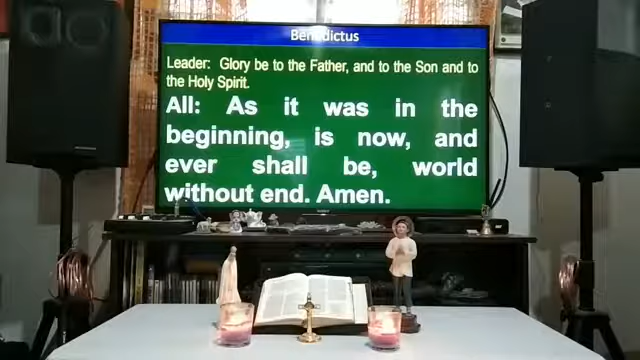 Benedictus
Leader: Glory be to the Father, and to the Son and to
the Holy Spirit.
All: As it was in the
beginning, is now, and
ever shall be, world
without end. Amen.